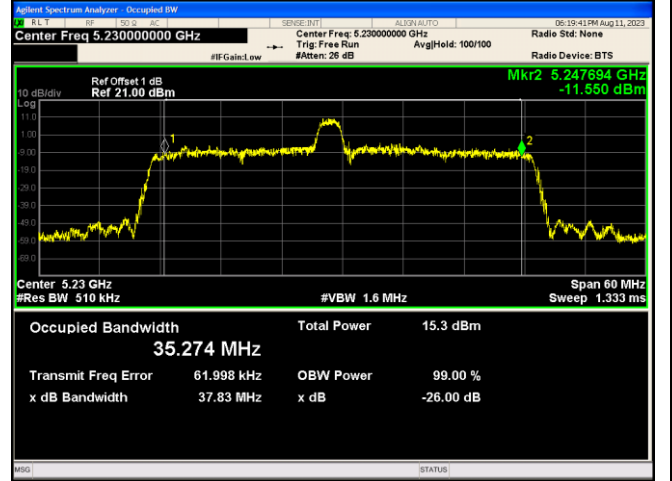 Agilent Spectrum Analyzer - Occupied BW
LXI RLT RF 50 Ω AC SENSE:INT ALIGN AUTO 06:19:41 PM Aug 11, 2023
Center Freq 5.230000000 GHz Center Freq: 5.230000000 GHz Radio Std: None
Trig: Free Run Avg|Hold: 100/100
#IFGain:Low #Atten: 26 dB Radio Device: BTS
Mkr2 5.247694 GHz
Ref Offset 1 dB
10 dB/div Ref 21.00 dBm -11.550 dBm
Log
11.0
1.00
-9.00
-19.0
-29.0
-39.0
-49.0
-59.0
-69.0
1
2
Center 5.23 GHz Span 60 MHz
#Res BW 510 kHz #VBW 1.6 MHz Sweep 1.333 ms
Occupied Bandwidth Total Power 15.3 dBm
35.274 MHz
Transmit Freq Error 61.998 kHz OBW Power 99.00 %
x dB Bandwidth 37.83 MHz x dB -26.00 dB
MSG STATUS